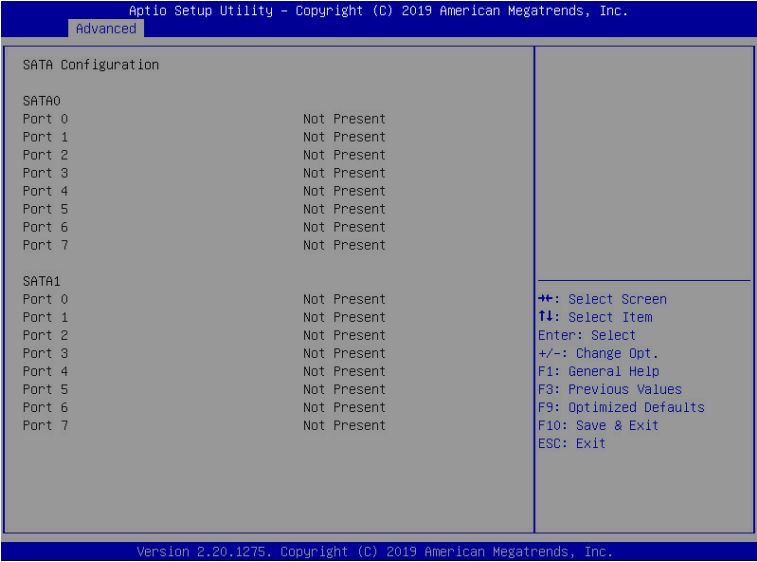 Aptio Setup Utility – Copyright (C) 2019 American Megatrends, Inc.
Advanced
SATA Configuration
SATA0
Port 0 Not Present
Port 1 Not Present
Port 2 Not Present
Port 3 Not Present
Port 4 Not Present
Port 5 Not Present
Port 6 Not Present
Port 7 Not Present
SATA1
Port 0 Not Present
Port 1 Not Present
Port 2 Not Present
Port 3 Not Present
Port 4 Not Present
Port 5 Not Present
Port 6 Not Present
Port 7 Not Present
→←: Select Screen
↑↓: Select Item
Enter: Select
+/-: Change Opt.
F1: General Help
F3: Previous Values
F9: Optimized Defaults
F10: Save & Exit
ESC: Exit
Version 2.20.1275. Copyright (C) 2019 American Megatrends, Inc.